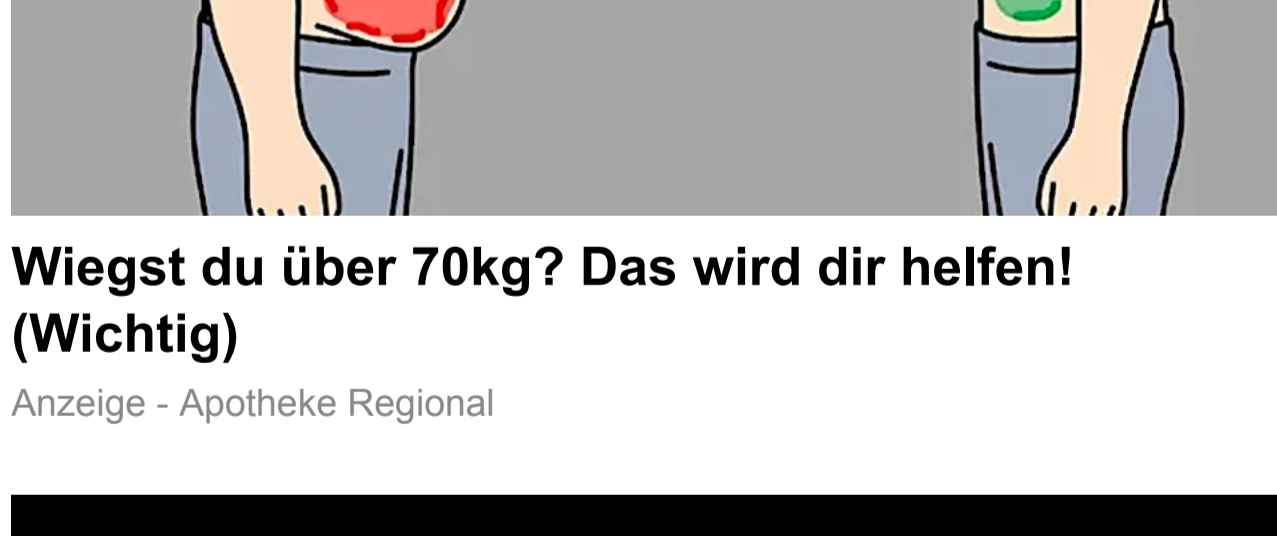 Wiegst du über 70kg? Das wird dir helfen!
(Wichtig)
Anzeige - Apotheke Regional